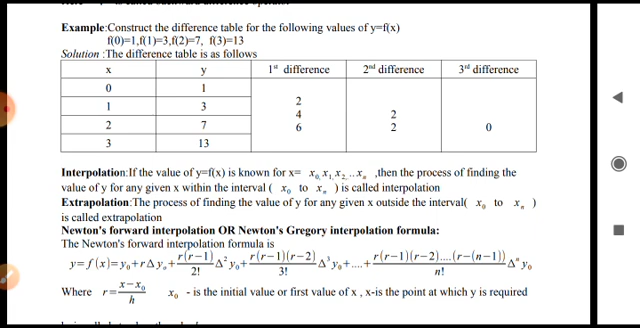 Example:Construct the difference table for the following values of y=f(x)
f(0)=1,f(1)=3,f(2)=7, f(3)=13
Solution :The difference table is as follows
x y 1st difference 2nd difference 3rd difference
0 1
1 3
2 7
3 13
2
4
6
2
2
0
Interpolation:If the value of y=f(x) is known for x= x₀, x₁, x₂ ...xₙ ,then the process of finding the
value of y for any given x within the interval ( x₀ to xₙ ) is called interpolation
Extrapolation:The process of finding the value of y for any given x outside the interval( x₀ to xₙ )
is called extrapolation
Newton's forward interpolation OR Newton's Gregory interpolation formula:
The Newton's forward interpolation formula is
y=f(x)=y₀+rΔy₀+r(r−1)/2! Δ²y₀+r(r−1)(r−2)/3! Δ³y₀+....+r(r−1)(r−2)....(r−(n−1))/n! Δⁿy₀
Where r=(x−x₀)/h x₀ - is the initial value or first value of x , x-is the point at which y is required